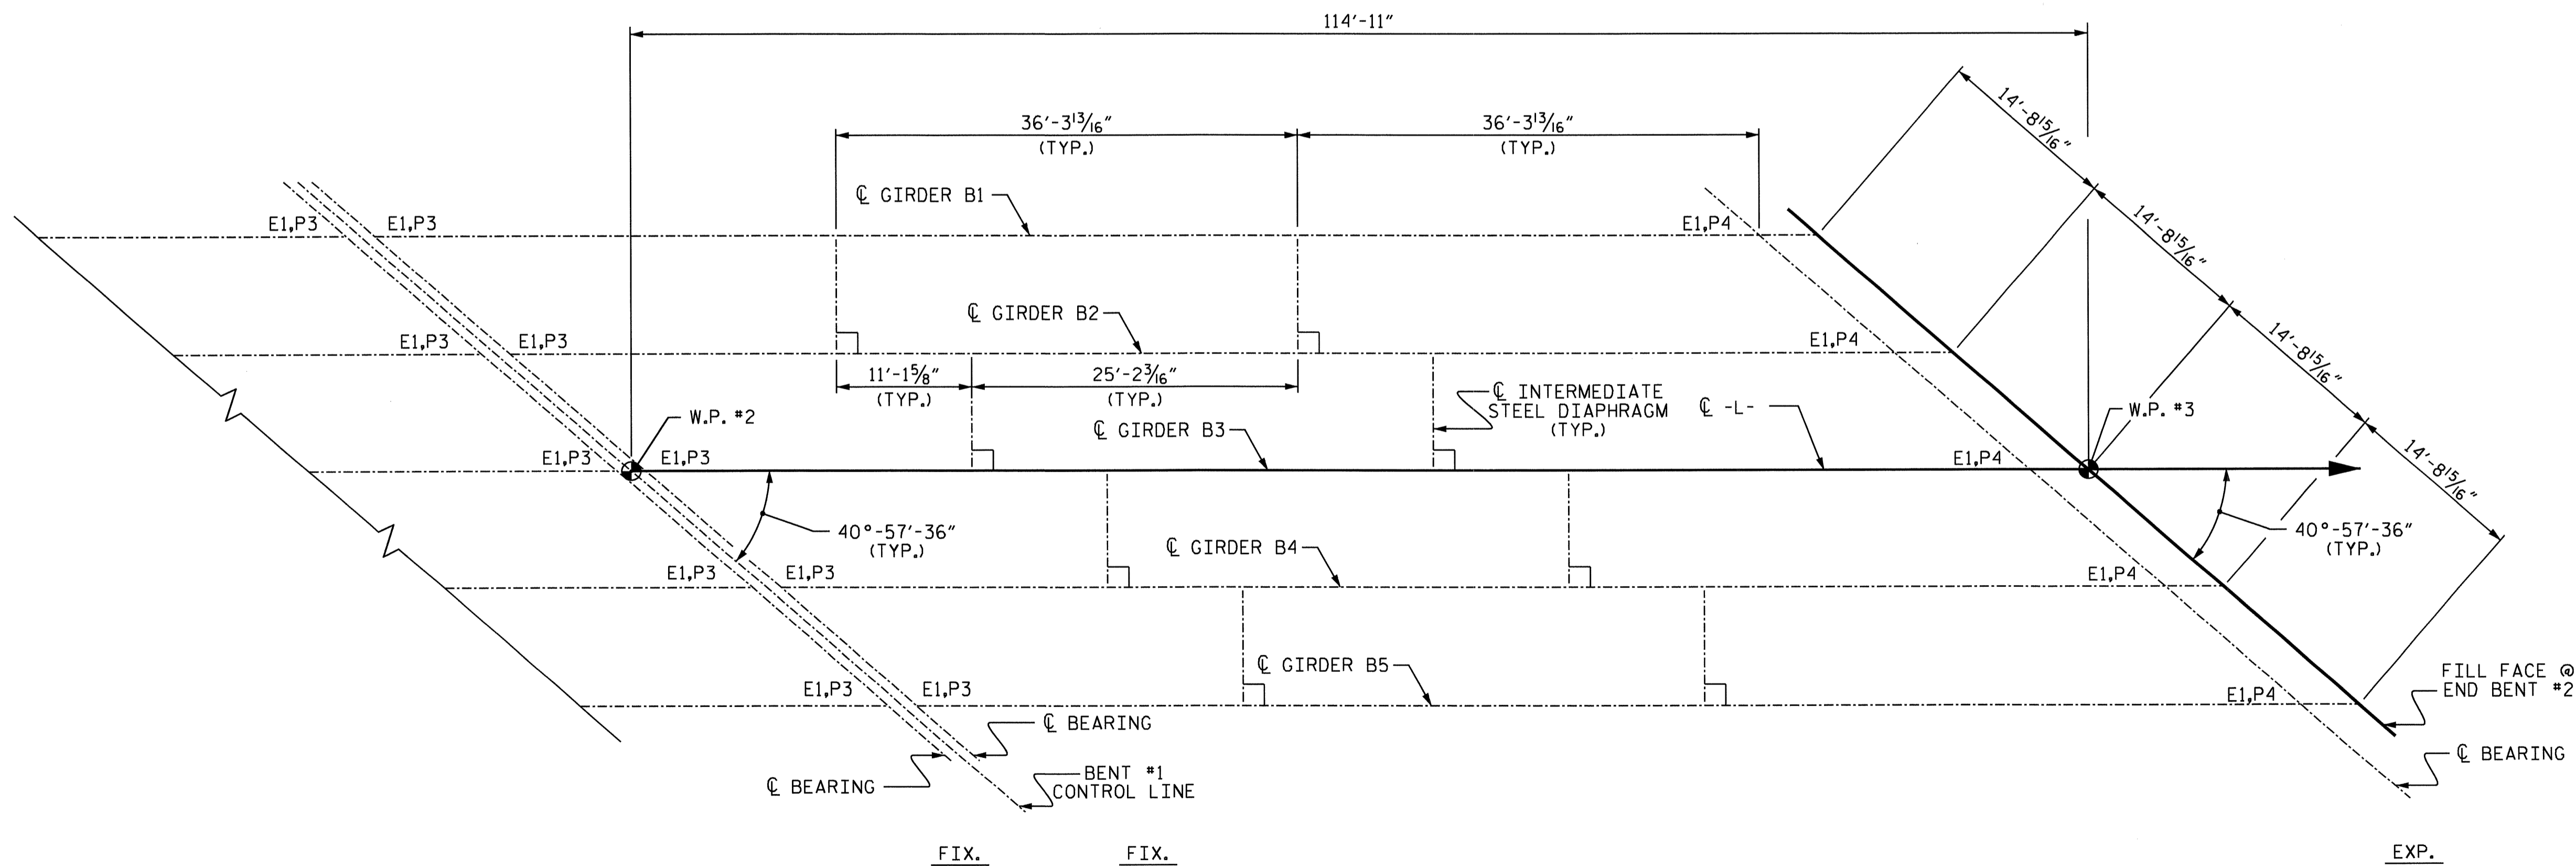 114'-11"
14'-8 15/16"
36'-3 13/16"
(TYP.)
36'-3 13/16"
(TYP.)
℄ GIRDER B1
14'-8 15/16"
E1,P3
E1,P3
E1,P4
℄ GIRDER B2
14'-8 15/16"
E1,P3
E1,P3
E1,P4
11'-1 5/8"
(TYP.)
25'-2 3/16"
(TYP.)
℄ INTERMEDIATE
STEEL DIAPHRAGM
(TYP.)
℄ -L-
W.P. #2
W.P. #3
℄ GIRDER B3
14'-8 15/16"
E1,P3
E1,P3
E1,P4
40°-57'-36"
(TYP.)
40°-57'-36"
(TYP.)
℄ GIRDER B4
E1,P3
E1,P3
E1,P4
℄ GIRDER B5
E1,P3
E1,P3
E1,P4
FILL FACE @
END BENT #2
℄ BEARING
℄ BEARING
℄ BEARING
BENT #1
CONTROL LINE
FIX.
FIX.
EXP.